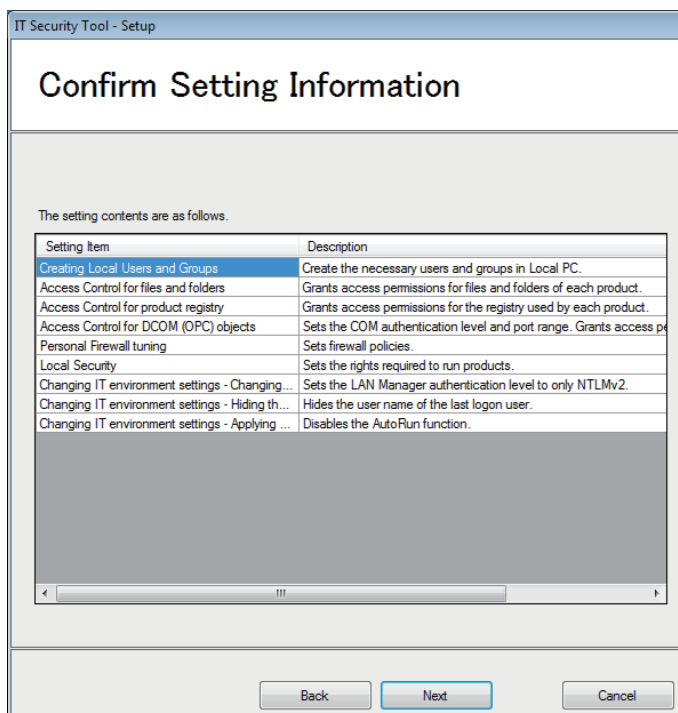 IT Security Tool - Setup
Confirm Setting Information
The setting contents are as follows.
Setting Item Description
Creating Local Users and Groups Create the necessary users and groups in Local PC.
Access Control for files and folders Grants access permissions for files and folders of each product.
Access Control for product registry Grants access permissions for the registry used by each product.
Access Control for DCOM (OPC) objects Sets the COM authentication level and port range. Grants access pe
Personal Firewall tuning Sets firewall policies.
Local Security Sets the rights required to run products.
Changing IT environment settings - Changing... Sets the LAN Manager authentication level to only NTLMv2.
Changing IT environment settings - Hiding th... Hides the user name of the last logon user.
Changing IT environment settings - Applying ... Disables the AutoRun function.
Back Next Cancel